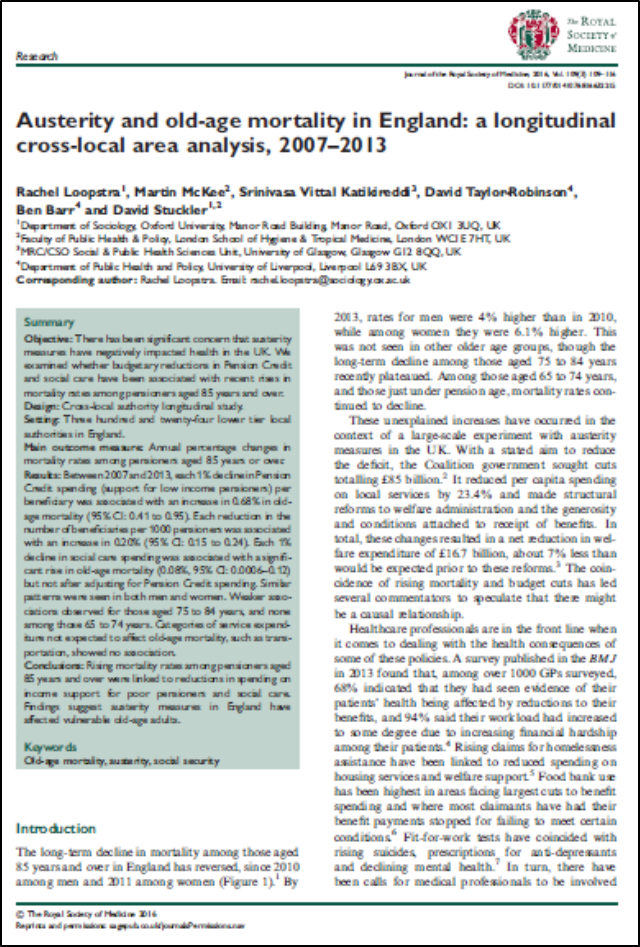 The ROYAL
SOCIETY of
MEDICINE
Research
Journal of the Royal Society of Medicine; 2016, Vol. 109(3) 109–116
DOI: 10.1177/0141076816632215
Austerity and old-age mortality in England: a longitudinal
cross-local area analysis, 2007–2013
Rachel Loopstra1, Martin McKee2, Srinivasa Vittal Katikireddi3, David Taylor-Robinson4,
Ben Barr4 and David Stuckler1,2
1Department of Sociology, Oxford University, Manor Road Building, Manor Road, Oxford OX1 3UQ, UK
2Faculty of Public Health & Policy, London School of Hygiene & Tropical Medicine, London WC1E 7HT, UK
3MRC/CSO Social & Public Health Sciences Unit, University of Glasgow, Glasgow G12 8QQ, UK
4Department of Public Health and Policy, University of Liverpool, Liverpool L69 3BX, UK
Corresponding author: Rachel Loopstra. Email: rachel.loopstra@sociology.ox.ac.uk
Summary
Objective: There has been significant concern that austerity
measures have negatively impacted health in the UK. We
examined whether budgetary reductions in Pension Credit
and social care have been associated with recent rises in
mortality rates among pensioners aged 85 years and over.
Design: Cross-local authority longitudinal study.
Setting: Three hundred and twenty-four lower tier local
authorities in England.
Main outcome measure: Annual percentage changes in
mortality rates among pensioners aged 85 years or over.
Results: Between 2007 and 2013, each 1% decline in Pension
Credit spending (support for low income pensioners) per
beneficiary was associated with an increase in 0.68% in old-
age mortality (95% CI: 0.41 to 0.95). Each reduction in the
number of beneficiaries per 1000 pensioners was associated
with an increase in 0.20% (95% CI: 0.15 to 0.24). Each 1%
decline in social care spending was associated with a signifi-
cant rise in old-age mortality (0.08%, 95% CI: 0.0006–0.12)
but not after adjusting for Pension Credit spending. Similar
patterns were seen in both men and women. Weaker asso-
ciations observed for those aged 75 to 84 years, and none
among those 65 to 74 years. Categories of service expend-
iture not expected to affect old-age mortality, such as trans-
portation, showed no association.
Conclusions: Rising mortality rates among pensioners aged
85 years and over were linked to reductions in spending on
income support for poor pensioners and social care.
Findings suggest austerity measures in England have
affected vulnerable old-age adults.
Keywords
Old-age mortality, austerity, social security
Introduction
The long-term decline in mortality among those aged
85 years and over in England has reversed, since 2010
among men and 2011 among women (Figure 1).1 By
2013, rates for men were 4% higher than in 2010,
while among women they were 6.1% higher. This
was not seen in other older age groups, though the
long-term decline among those aged 75 to 84 years
recently plateaued. Among those aged 65 to 74 years,
and those just under pension age, mortality rates con-
tinued to decline.
These unexplained increases have occurred in the
context of a large-scale experiment with austerity
measures in the UK. With a stated aim to reduce
the deficit, the Coalition government sought cuts
totalling £85 billion.2 It reduced per capita spending
on local services by 23.4% and made structural
reforms to welfare administration and the generosity
and conditions attached to receipt of benefits. In
total, these changes resulted in a net reduction in wel-
fare expenditure of £16.7 billion, about 7% less than
would be expected prior to these reforms.3 The coin-
cidence of rising mortality and budget cuts has led
several commentators to speculate that there might
be a causal relationship.
Healthcare professionals are in the front line when
it comes to dealing with the health consequences of
some of these policies. A survey published in the BMJ
in 2013 found that, among over 1000 GPs surveyed,
68% indicated that they had seen evidence of their
patients' health being affected by reductions to their
benefits, and 94% said their workload had increased
to some degree due to increasing financial hardship
among their patients.4 Rising claims for homelessness
assistance have been linked to reduced spending on
housing services and welfare support.5 Food bank use
has been highest in areas facing largest cuts to benefit
spending and where most claimants have had their
benefit payments stopped for failing to meet certain
conditions.6 Fit-for-work tests have coincided with
rising suicides, prescriptions for anti-depressants
and declining mental health.7 In turn, there have
been calls for medical professionals to be involved
© The Royal Society of Medicine 2016
Reprints and permissions: sagepub.co.uk/journalsPermissions.nav